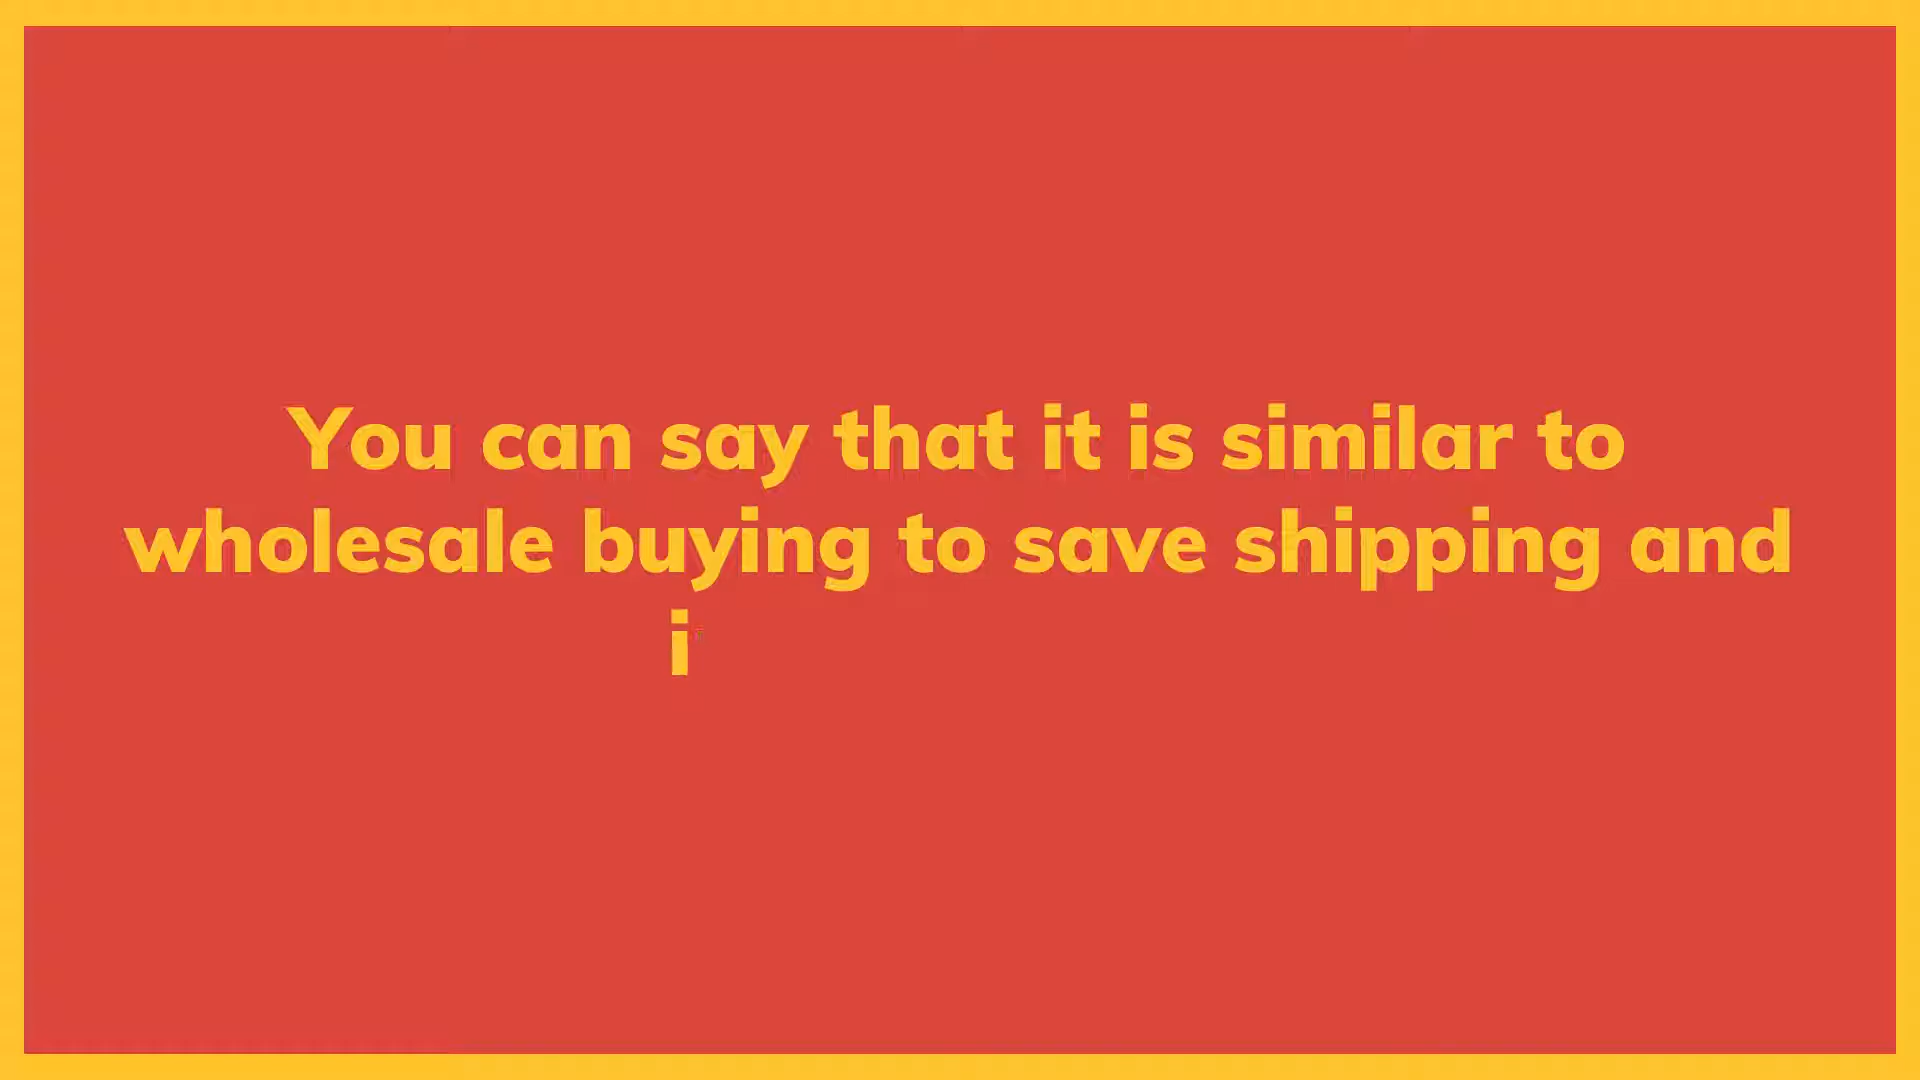 You can say that it is similar to
wholesale buying to save shipping and
i